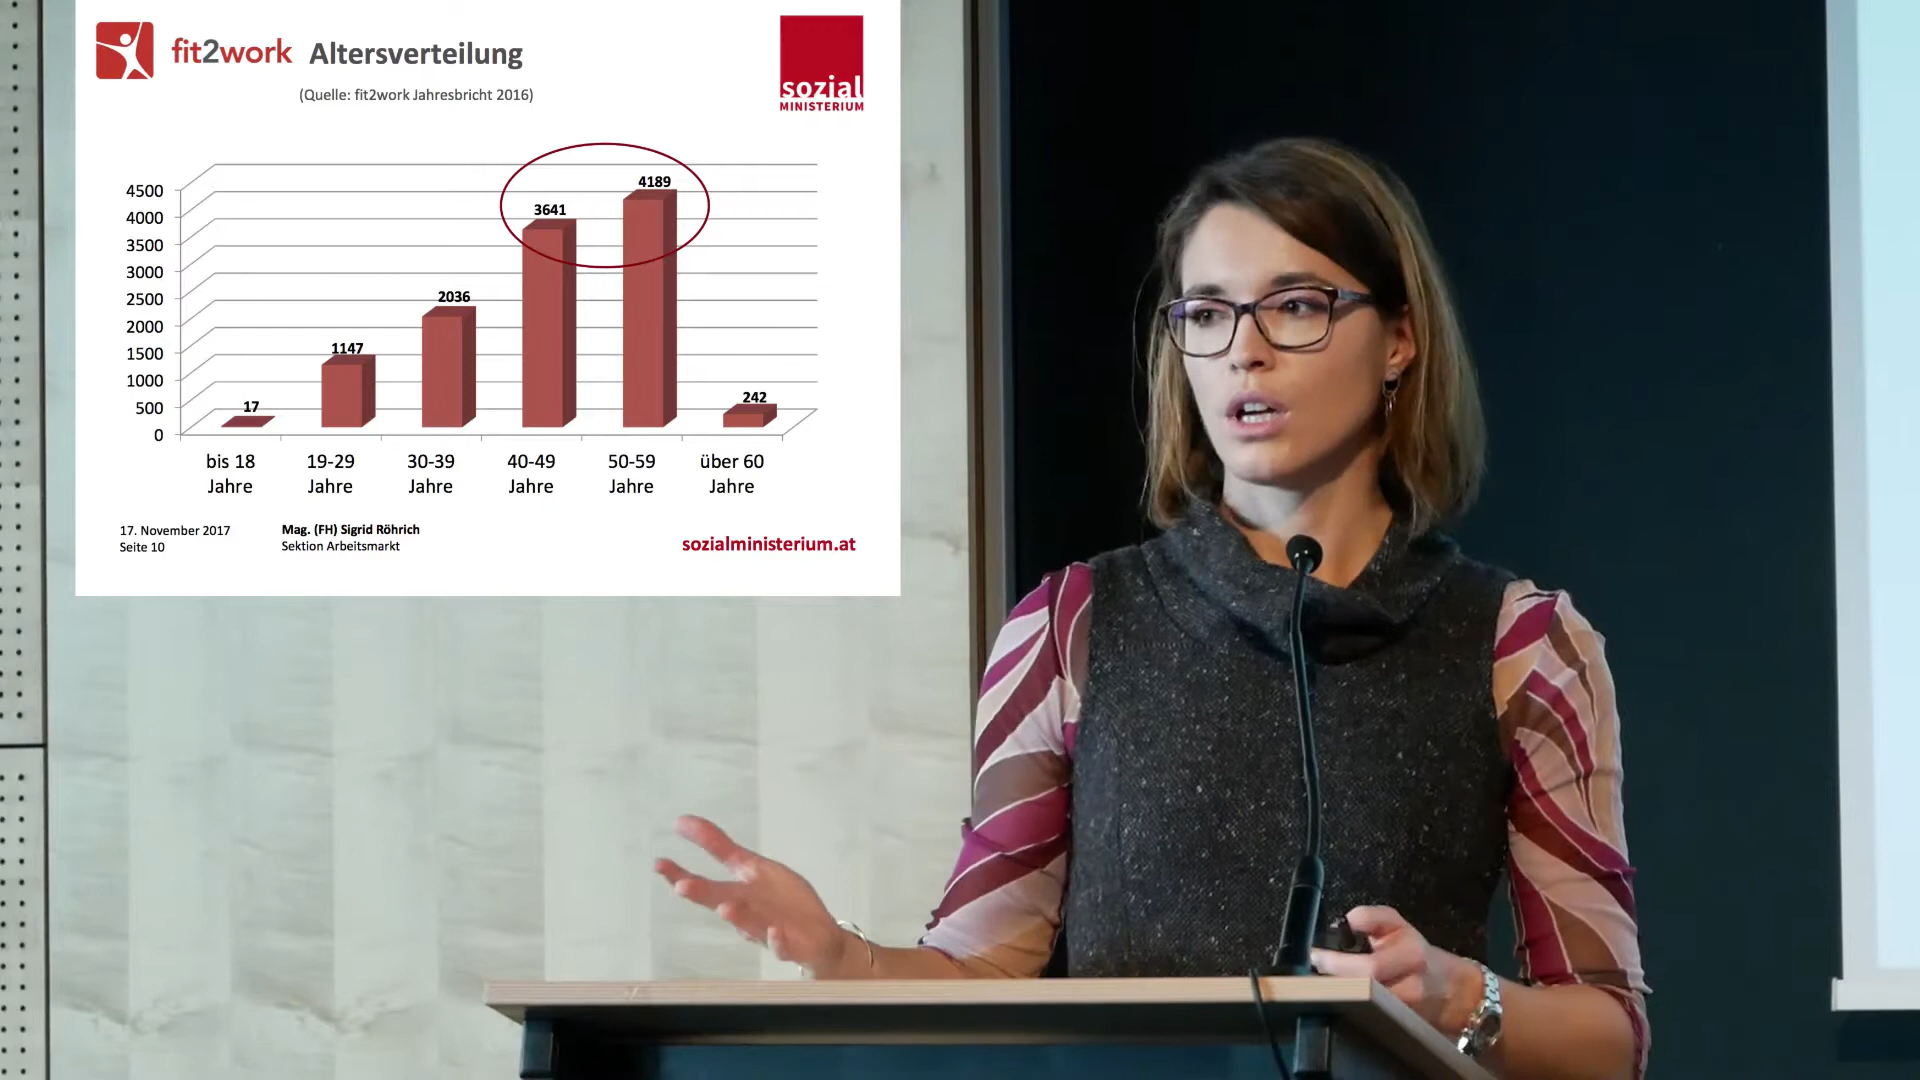 fit2work Altersverteilung
(Quelle: fit2work Jahresbricht 2016)
sozial
MINISTERIUM
4500
4000
3500
3000
2500
2000
1500
1000
500
0
17
1147
2036
3641
4189
242
bis 18 Jahre
19-29 Jahre
30-39 Jahre
40-49 Jahre
50-59 Jahre
über 60 Jahre
17. November 2017
Seite 10
Mag. (FH) Sigrid Röhrich
Sektion Arbeitsmarkt
sozialministerium.at